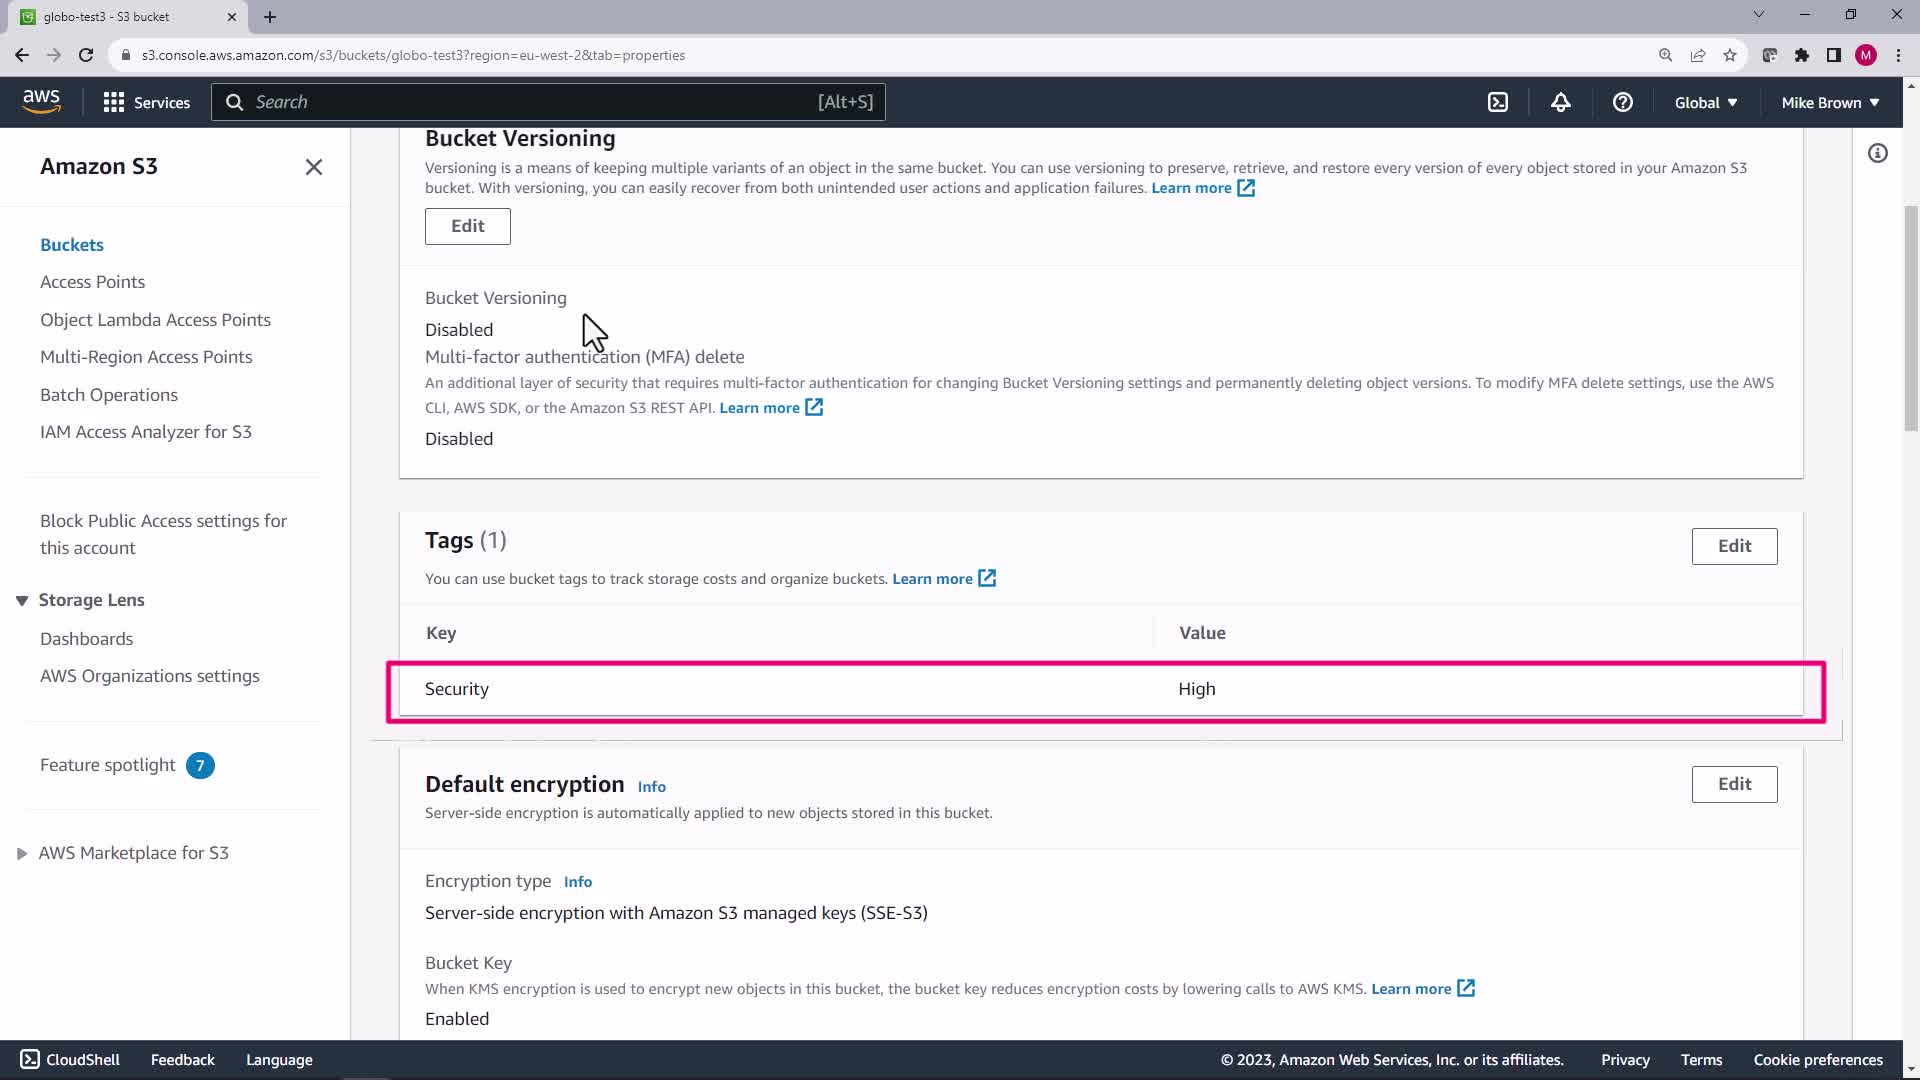 globo-test3 - S3 bucket
s3.console.aws.amazon.com/s3/buckets/globo-test3?region=eu-west-2&tab=properties
M
aws
Services
Search
[Alt+S]
Global
Mike Brown
Amazon S3
Buckets
Access Points
Object Lambda Access Points
Multi-Region Access Points
Batch Operations
IAM Access Analyzer for S3
Block Public Access settings for
this account
Storage Lens
Dashboards
AWS Organizations settings
Feature spotlight 7
AWS Marketplace for S3
Bucket Versioning
Versioning is a means of keeping multiple variants of an object in the same bucket. You can use versioning to preserve, retrieve, and restore every version of every object stored in your Amazon S3
bucket. With versioning, you can easily recover from both unintended user actions and application failures. Learn more
Edit
Bucket Versioning
Disabled
Multi-factor authentication (MFA) delete
An additional layer of security that requires multi-factor authentication for changing Bucket Versioning settings and permanently deleting object versions. To modify MFA delete settings, use the AWS
CLI, AWS SDK, or the Amazon S3 REST API. Learn more
Disabled
Tags (1)
Edit
You can use bucket tags to track storage costs and organize buckets. Learn more
Key Value
Security High
Default encryption Info
Edit
Server-side encryption is automatically applied to new objects stored in this bucket.
Encryption type Info
Server-side encryption with Amazon S3 managed keys (SSE-S3)
Bucket Key
When KMS encryption is used to encrypt new objects in this bucket, the bucket key reduces encryption costs by lowering calls to AWS KMS. Learn more
Enabled
CloudShell Feedback Language © 2023, Amazon Web Services, Inc. or its affiliates. Privacy Terms Cookie preferences